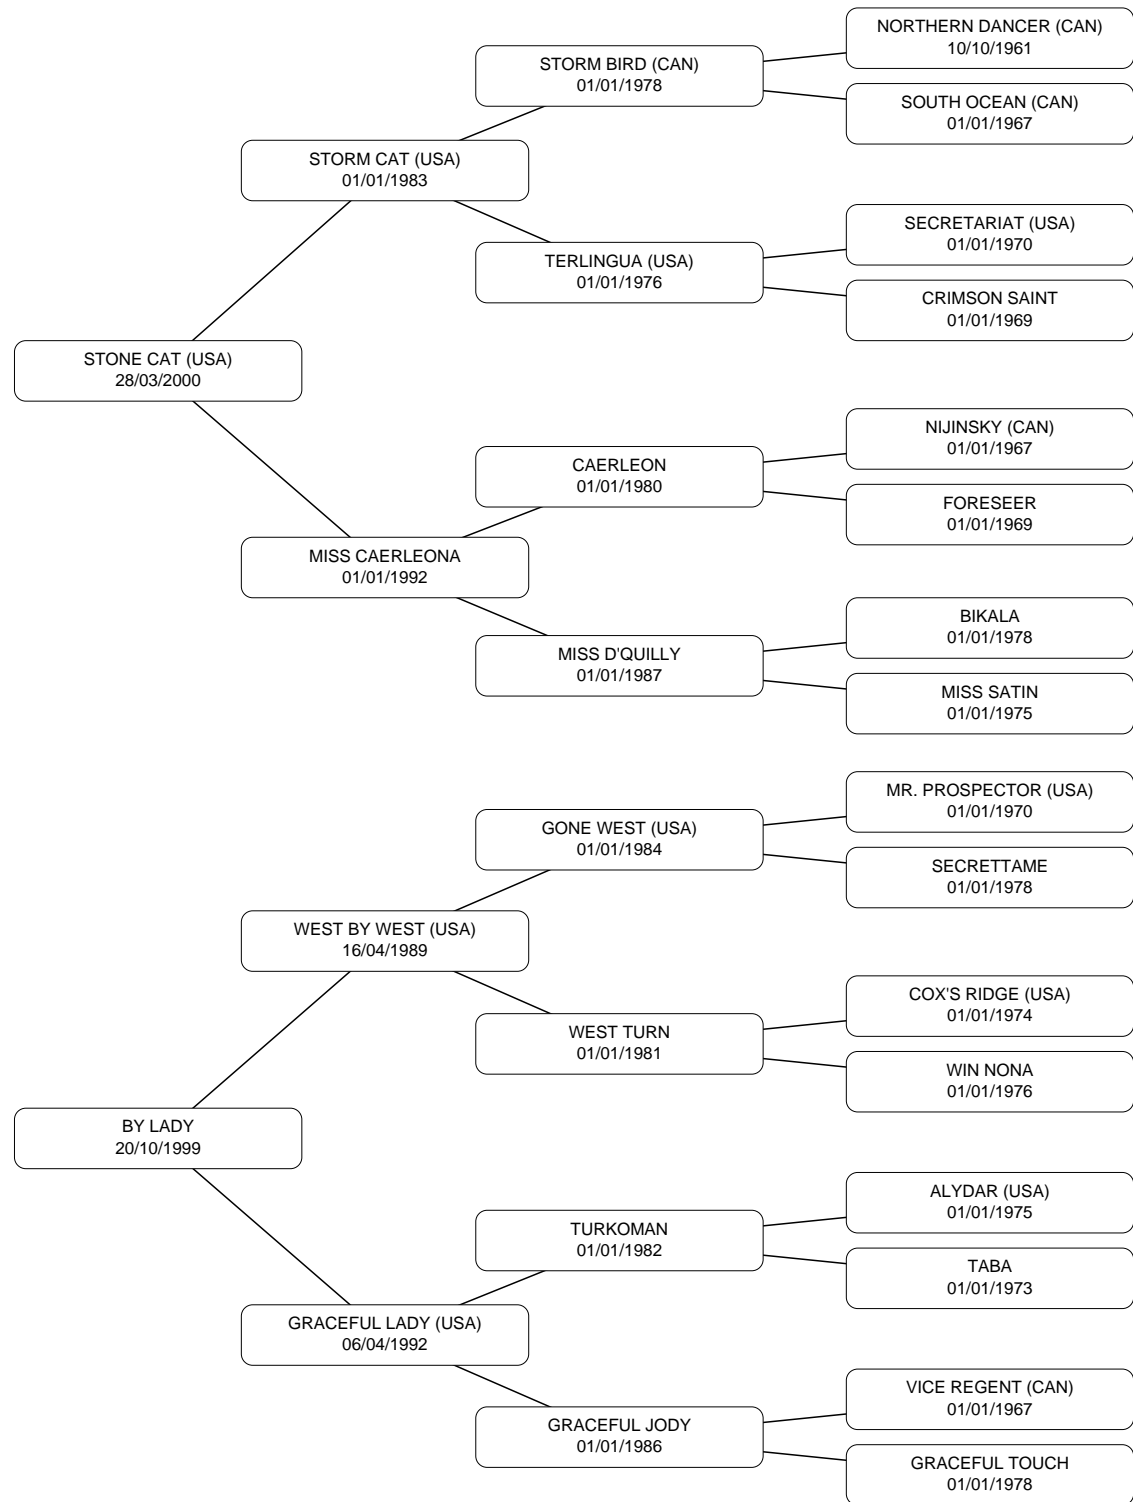 NORTHERN DANCER (CAN)
10/10/1961
STORM BIRD (CAN)
01/01/1978
SOUTH OCEAN (CAN)
01/01/1967
STORM CAT (USA)
01/01/1983
SECRETARIAT (USA)
01/01/1970
TERLINGUA (USA)
01/01/1976
CRIMSON SAINT
01/01/1969
STONE CAT (USA)
28/03/2000
NIJINSKY (CAN)
01/01/1967
CAERLEON
01/01/1980
FORESEER
01/01/1969
MISS CAERLEONA
01/01/1992
BIKALA
01/01/1978
MISS D'QUILLY
01/01/1987
MISS SATIN
01/01/1975
MR. PROSPECTOR (USA)
01/01/1970
GONE WEST (USA)
01/01/1984
SECRETTAME
01/01/1978
WEST BY WEST (USA)
16/04/1989
COX'S RIDGE (USA)
01/01/1974
WEST TURN
01/01/1981
WIN NONA
01/01/1976
BY LADY
20/10/1999
ALYDAR (USA)
01/01/1975
TURKOMAN
01/01/1982
TABA
01/01/1973
GRACEFUL LADY (USA)
06/04/1992
VICE REGENT (CAN)
01/01/1967
GRACEFUL JODY
01/01/1986
GRACEFUL TOUCH
01/01/1978